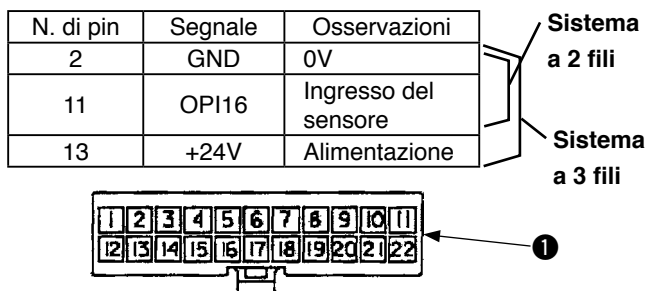 N. di pin Segnale Osservazioni
2 GND 0V
11 OPI16 Ingresso del
sensore
13 +24V Alimentazione
Sistema
a 2 fili
Sistema
a 3 fili
1 2 3 4 5 6 7 8 9 10 11
12 13 14 15 16 17 18 19 20 21 22
❶